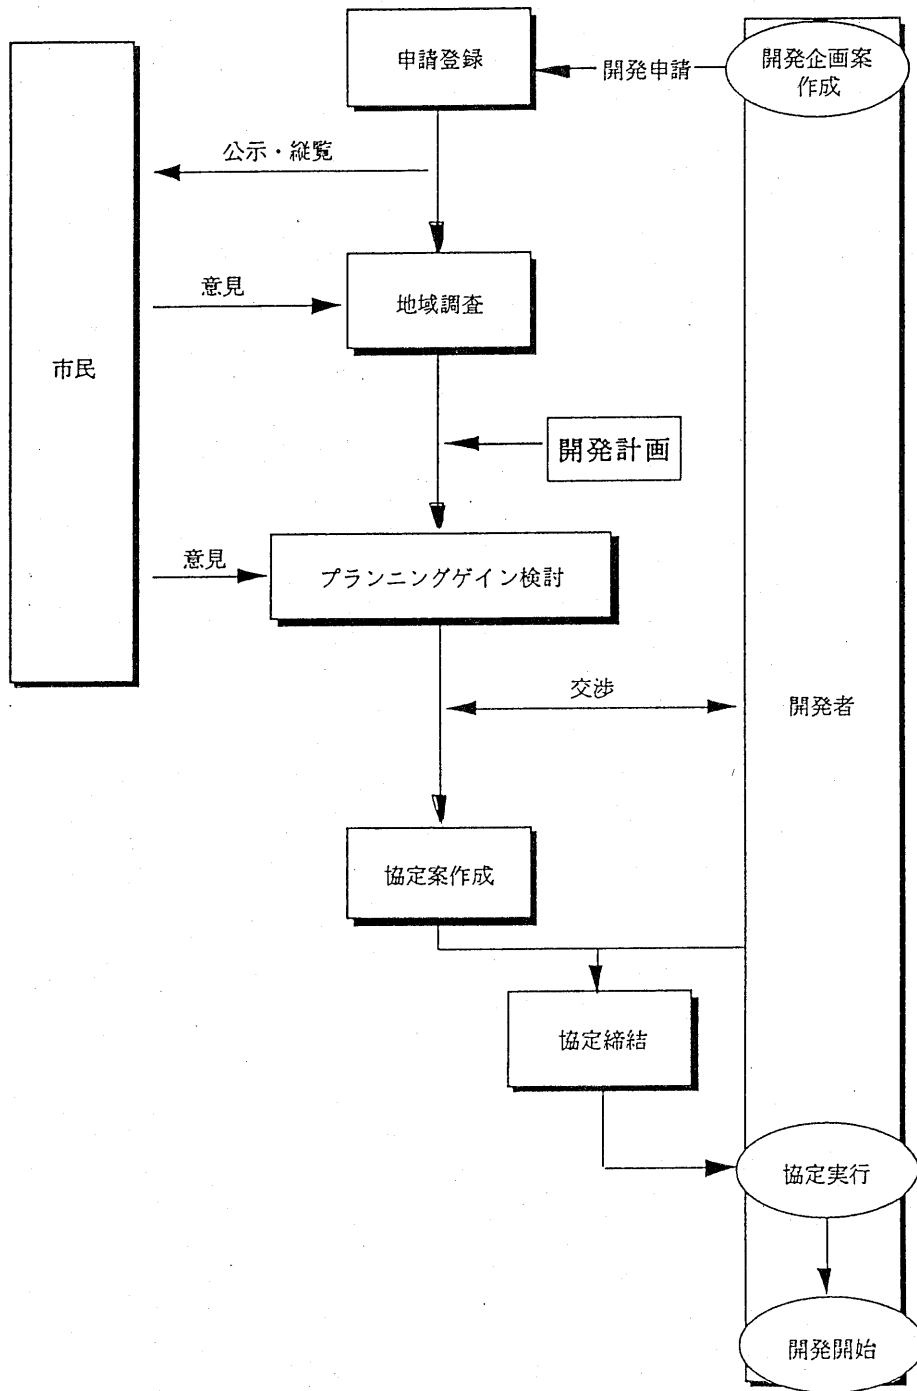 申請登録
開発申請
開発企画案
作成
公示・縦覧
意見
地域調査
市民
開発計画
意見
プランニングゲイン検討
交渉
開発者
協定案作成
協定締結
協定実行
開発開始